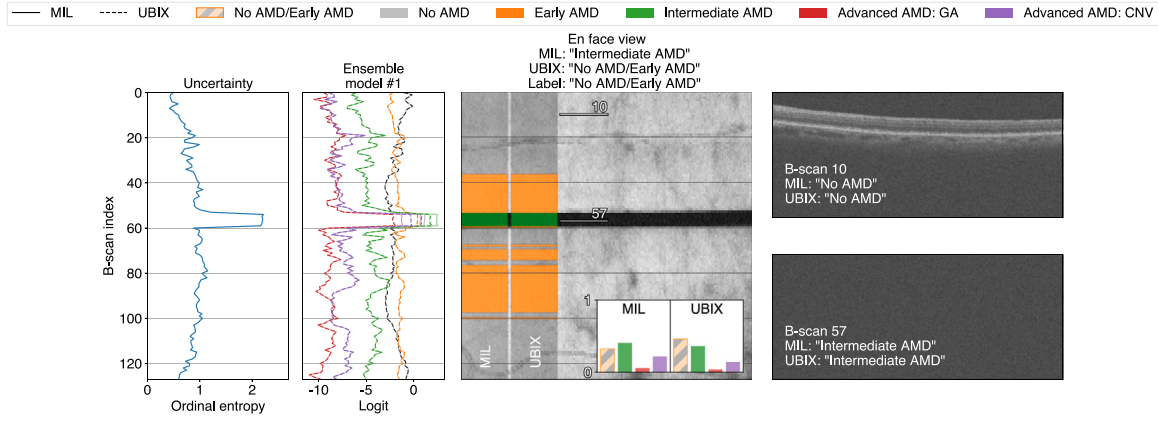 MIL UBIX No AMD/Early AMD No AMD Early AMD Intermediate AMD Advanced AMD: GA Advanced AMD: CNV
Uncertainty
0
20
40
60
80
100
120
B-scan index
0 1 2
Ordinal entropy
Ensemble
model #1
-10 -5 0
Logit
En face view
MIL: "Intermediate AMD"
UBIX: "No AMD/Early AMD"
Label: "No AMD/Early AMD"
10
57
MIL
UBIX
1
0
MIL UBIX
B-scan 10
MIL: "No AMD"
UBIX: "No AMD"
B-scan 57
MIL: "Intermediate AMD"
UBIX: "Intermediate AMD"